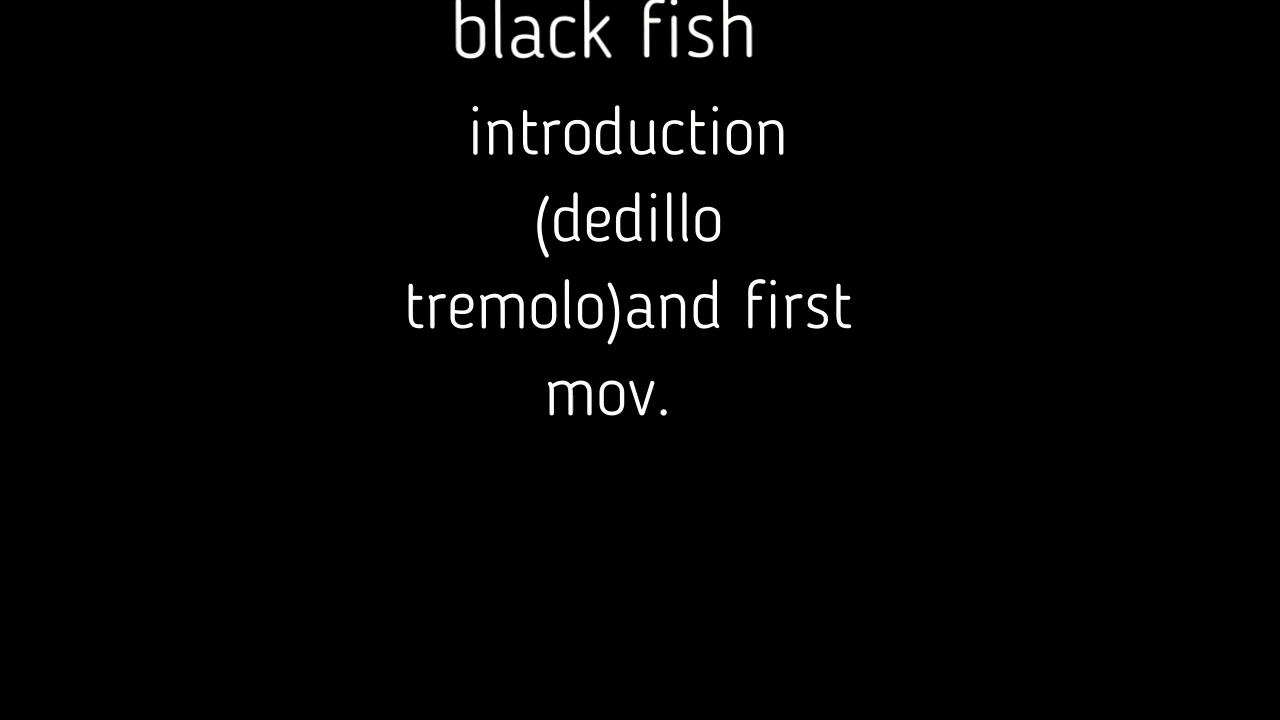 black fish
introduction
(dedillo
tremolo)and first
mov.